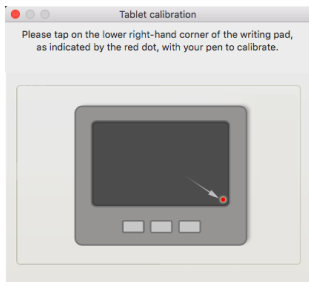 Tablet calibration
Please tap on the lower right-hand corner of the writing pad,
as indicated by the red dot, with your pen to calibrate.